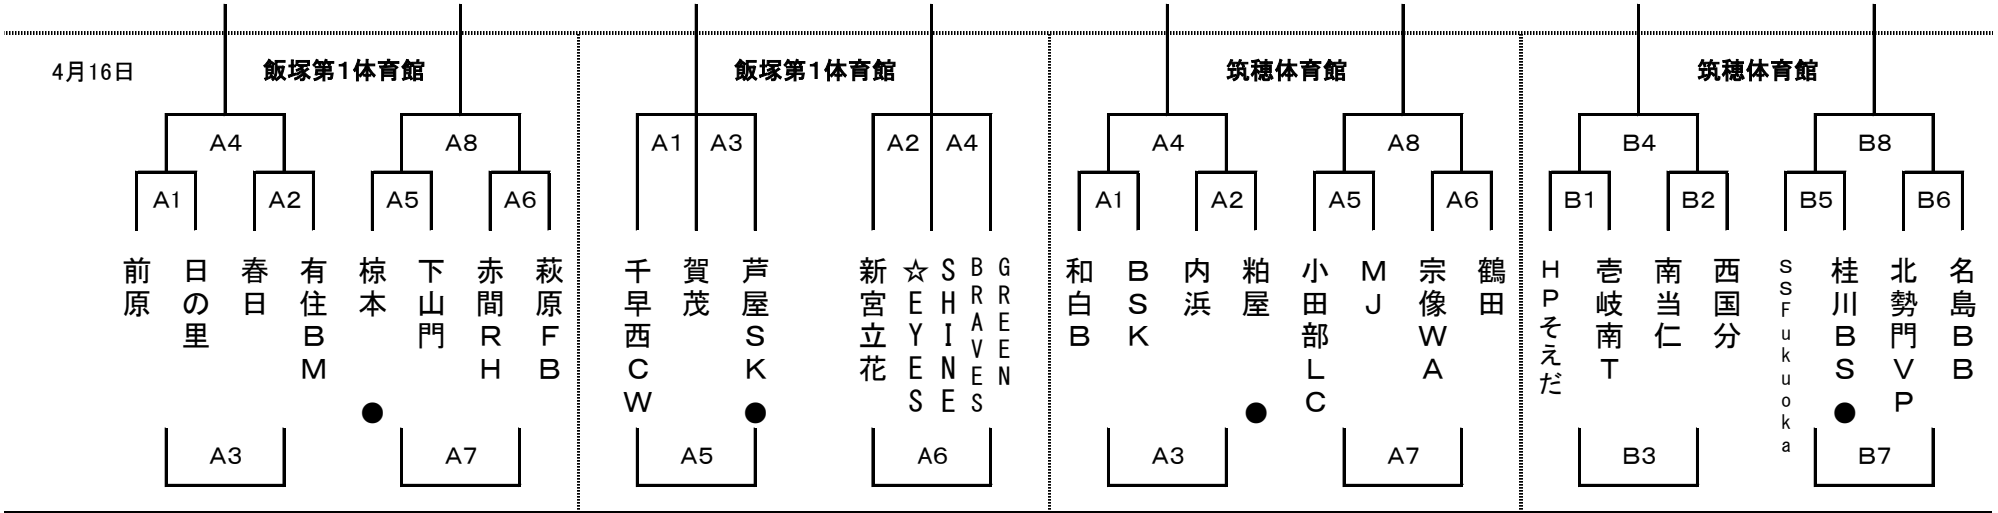 4月16日
飯塚第1体育館
飯塚第1体育館
筑穂体育館
筑穂体育館
A4
A8
A1
A3
A2
A4
A4
A8
B4
B8
A1
A2
A5
A6
A1
A2
A5
A6
B1
B2
B5
B6
前原
日の里
春日
有住BM
椋本
下山門
赤間RH
萩原FB
千早西CW
賀茂
芦屋SK
新宮立花
☆EYES
SHINE
BRAVES
GREEN
和白B
BSK
内浜
粕屋
小田部LC
MJ
宗像WA
鶴田
HPそえだ
壱岐南T
南当仁
西国分
SSFukuoka
桂川BS
北勢門VP
名島BB
●
●
●
●
A3
A7
A5
A6
A3
A7
B3
B7